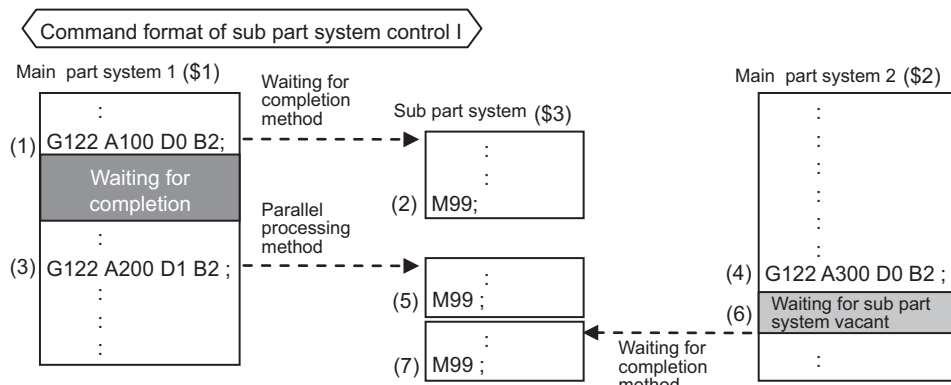 Command format of sub part system control I
Main part system 1 ($1)
:
(1) G122 A100 D0 B2;
Waiting for
completion
:
(3) G122 A200 D1 B2 ;
:
:
:
Waiting for
completion
method
Parallel
processing
method
Sub part system ($3)
:
:
(2) M99;
:
(5) M99 ;
:
(7) M99 ;
Main part system 2 ($2)
:
:
:
:
:
:
(4) G122 A300 D0 B2 ;
(6) Waiting for sub part
system vacant
:
Waiting for
completion
method